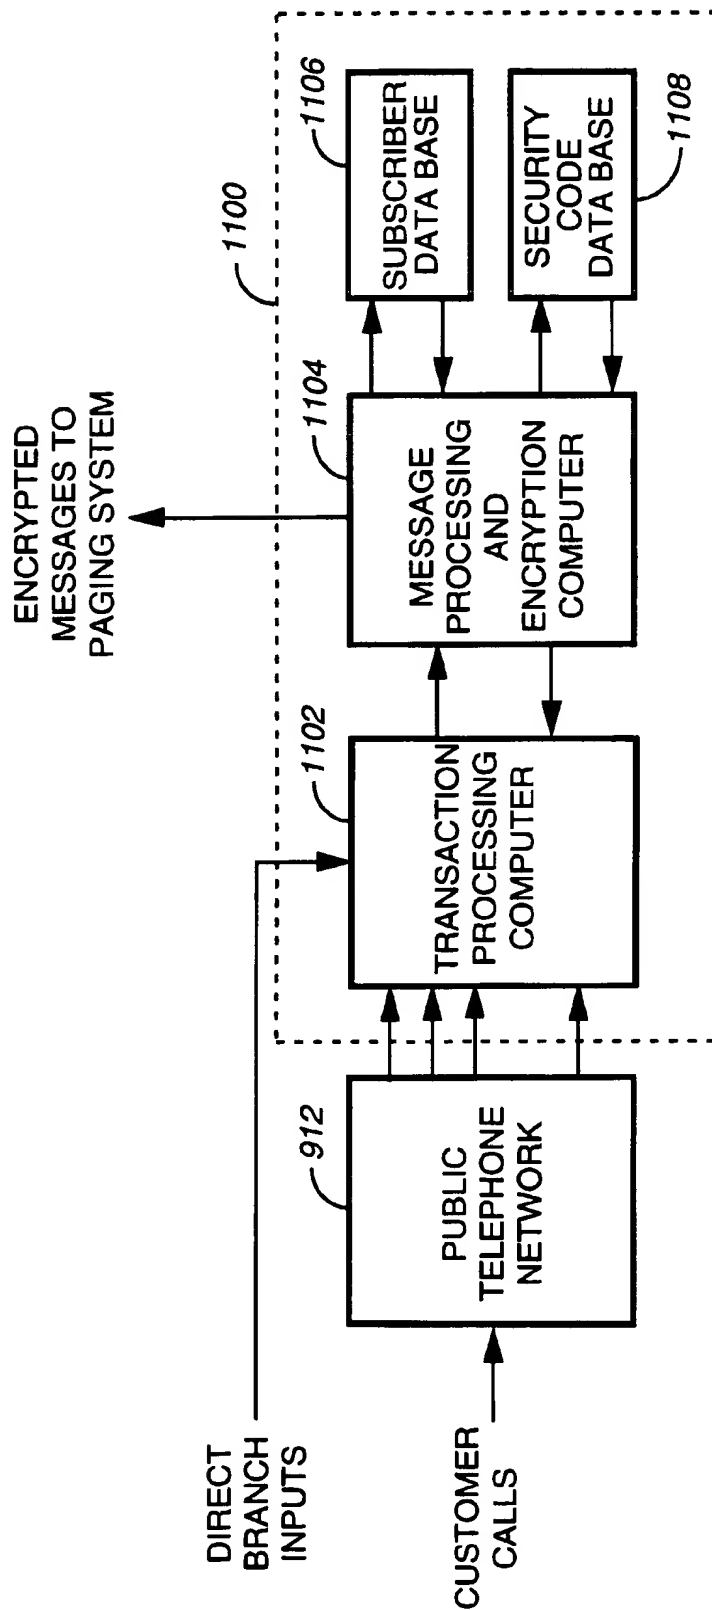 DIRECT
BRANCH
INPUTS
CUSTOMER
CALLS
912
PUBLIC
TELEPHONE
NETWORK
1102
TRANSACTION
PROCESSING
COMPUTER
ENCRYPTED
MESSAGES TO
PAGING SYSTEM
1104
MESSAGE
PROCESSING
AND
ENCRYPTION
COMPUTER
1100
1106
SUBSCRIBER
DATA BASE
SECURITY
CODE
DATA BASE
1108